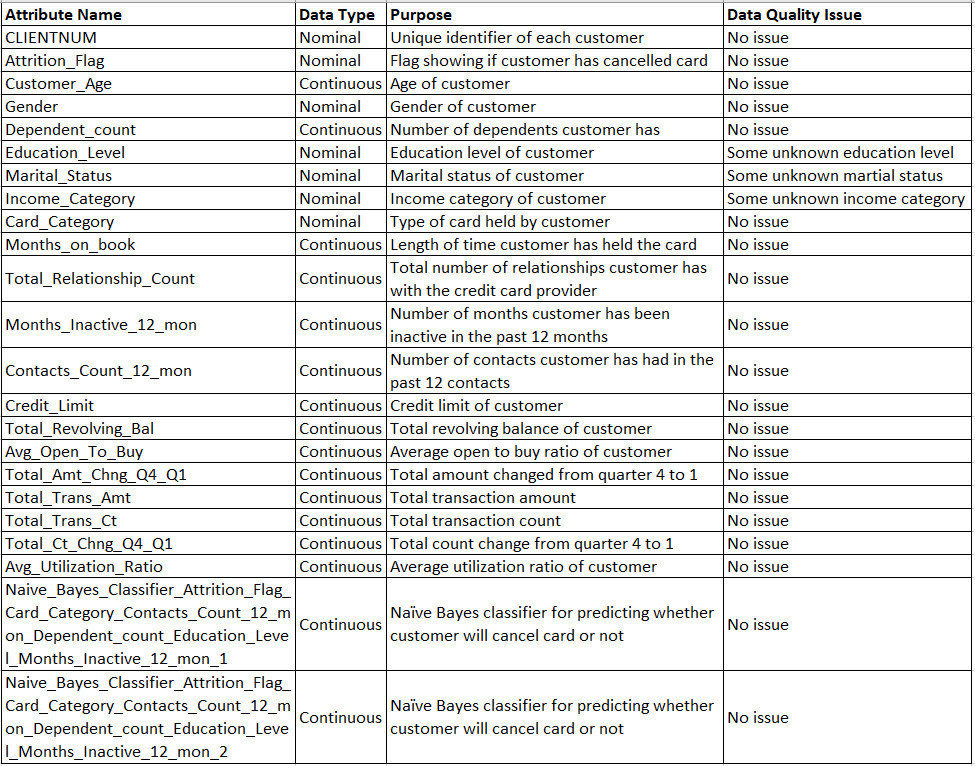 Attribute Name Data Type Purpose Data Quality Issue
CLIENTNUM Nominal Unique identifier of each customer No issue
Attrition_Flag Nominal Flag showing if customer has cancelled card No issue
Customer_Age Continuous Age of customer No issue
Gender Nominal Gender of customer No issue
Dependent_count Continuous Number of dependents customer has No issue
Education_Level Nominal Education level of customer Some unknown education level
Marital_Status Nominal Marital status of customer Some unknown martial status
Income_Category Nominal Income category of customer Some unknown income category
Card_Category Nominal Type of card held by customer No issue
Months_on_book Continuous Length of time customer has held the card No issue
Total_Relationship_Count Continuous Total number of relationships customer has
with the credit card provider No issue
Months_Inactive_12_mon Continuous Number of months customer has been
inactive in the past 12 months No issue
Contacts_Count_12_mon Continuous Number of contacts customer has had in the
past 12 contacts No issue
Credit_Limit Continuous Credit limit of customer No issue
Total_Revolving_Bal Continuous Total revolving balance of customer No issue
Avg_Open_To_Buy Continuous Average open to buy ratio of customer No issue
Total_Amt_Chng_Q4_Q1 Continuous Total amount changed from quarter 4 to 1 No issue
Total_Trans_Amt Continuous Total transaction amount No issue
Total_Trans_Ct Continuous Total transaction count No issue
Total_Ct_Chng_Q4_Q1 Continuous Total count change from quarter 4 to 1 No issue
Avg_Utilization_Ratio Continuous Average utilization ratio of customer No issue
Naive_Bayes_Classifier_Attrition_Flag_
Card_Category_Contacts_Count_12_m
on_Dependent_count_Education_Leve
l_Months_Inactive_12_mon_1 Continuous Naïve Bayes classifier for predicting whether
customer will cancel card or not No issue
Naive_Bayes_Classifier_Attrition_Flag_
Card_Category_Contacts_Count_12_m
on_Dependent_count_Education_Leve
l_Months_Inactive_12_mon_2 Continuous Naïve Bayes classifier for predicting whether
customer will cancel card or not No issue